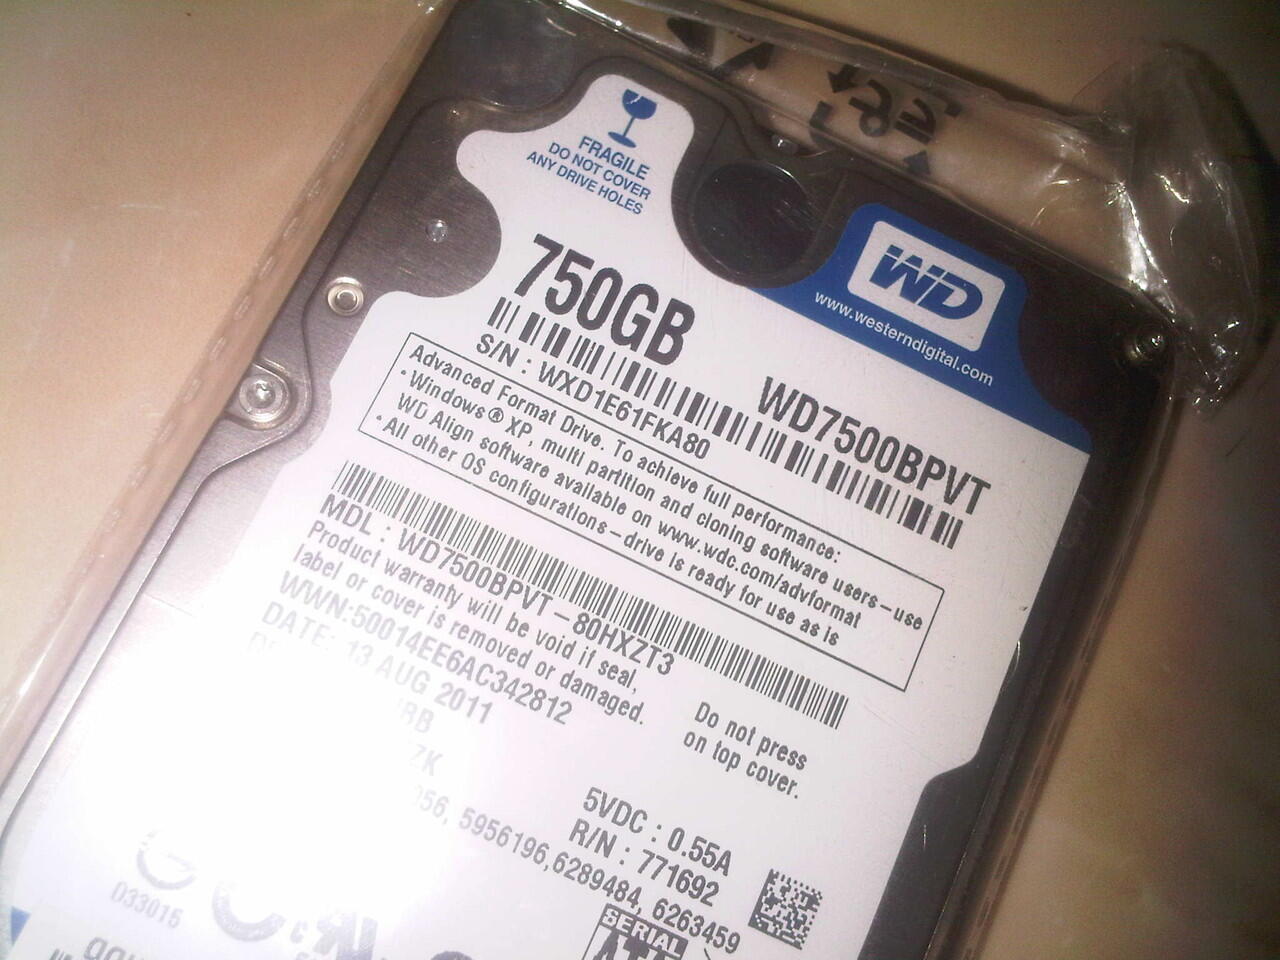 FRAGILE
DO NOT COVER
ANY DRIVE HOLES
WD
www.westerndigital.com
750GB
WD7500BPVT
S/N : WXD1E61FKA80
Advanced Format Drive. To achieve full performance:
• Windows® XP, multi partition and cloning software users–use
WD Align software available on www.wdc.com/advformat
• All other OS configurations–drive is ready for use as is
MDL : WD7500BPVT–80HXZT3
Product warranty will be void if seal,
label or cover is removed or damaged.
WWN:50014EE6AC342812
DATE: 13 AUG 2011
Do not press
on top cover.
5VDC : 0.55A
R/N : 771692
5956196,6289484, 6263459
D33015
SERIAL
ATA